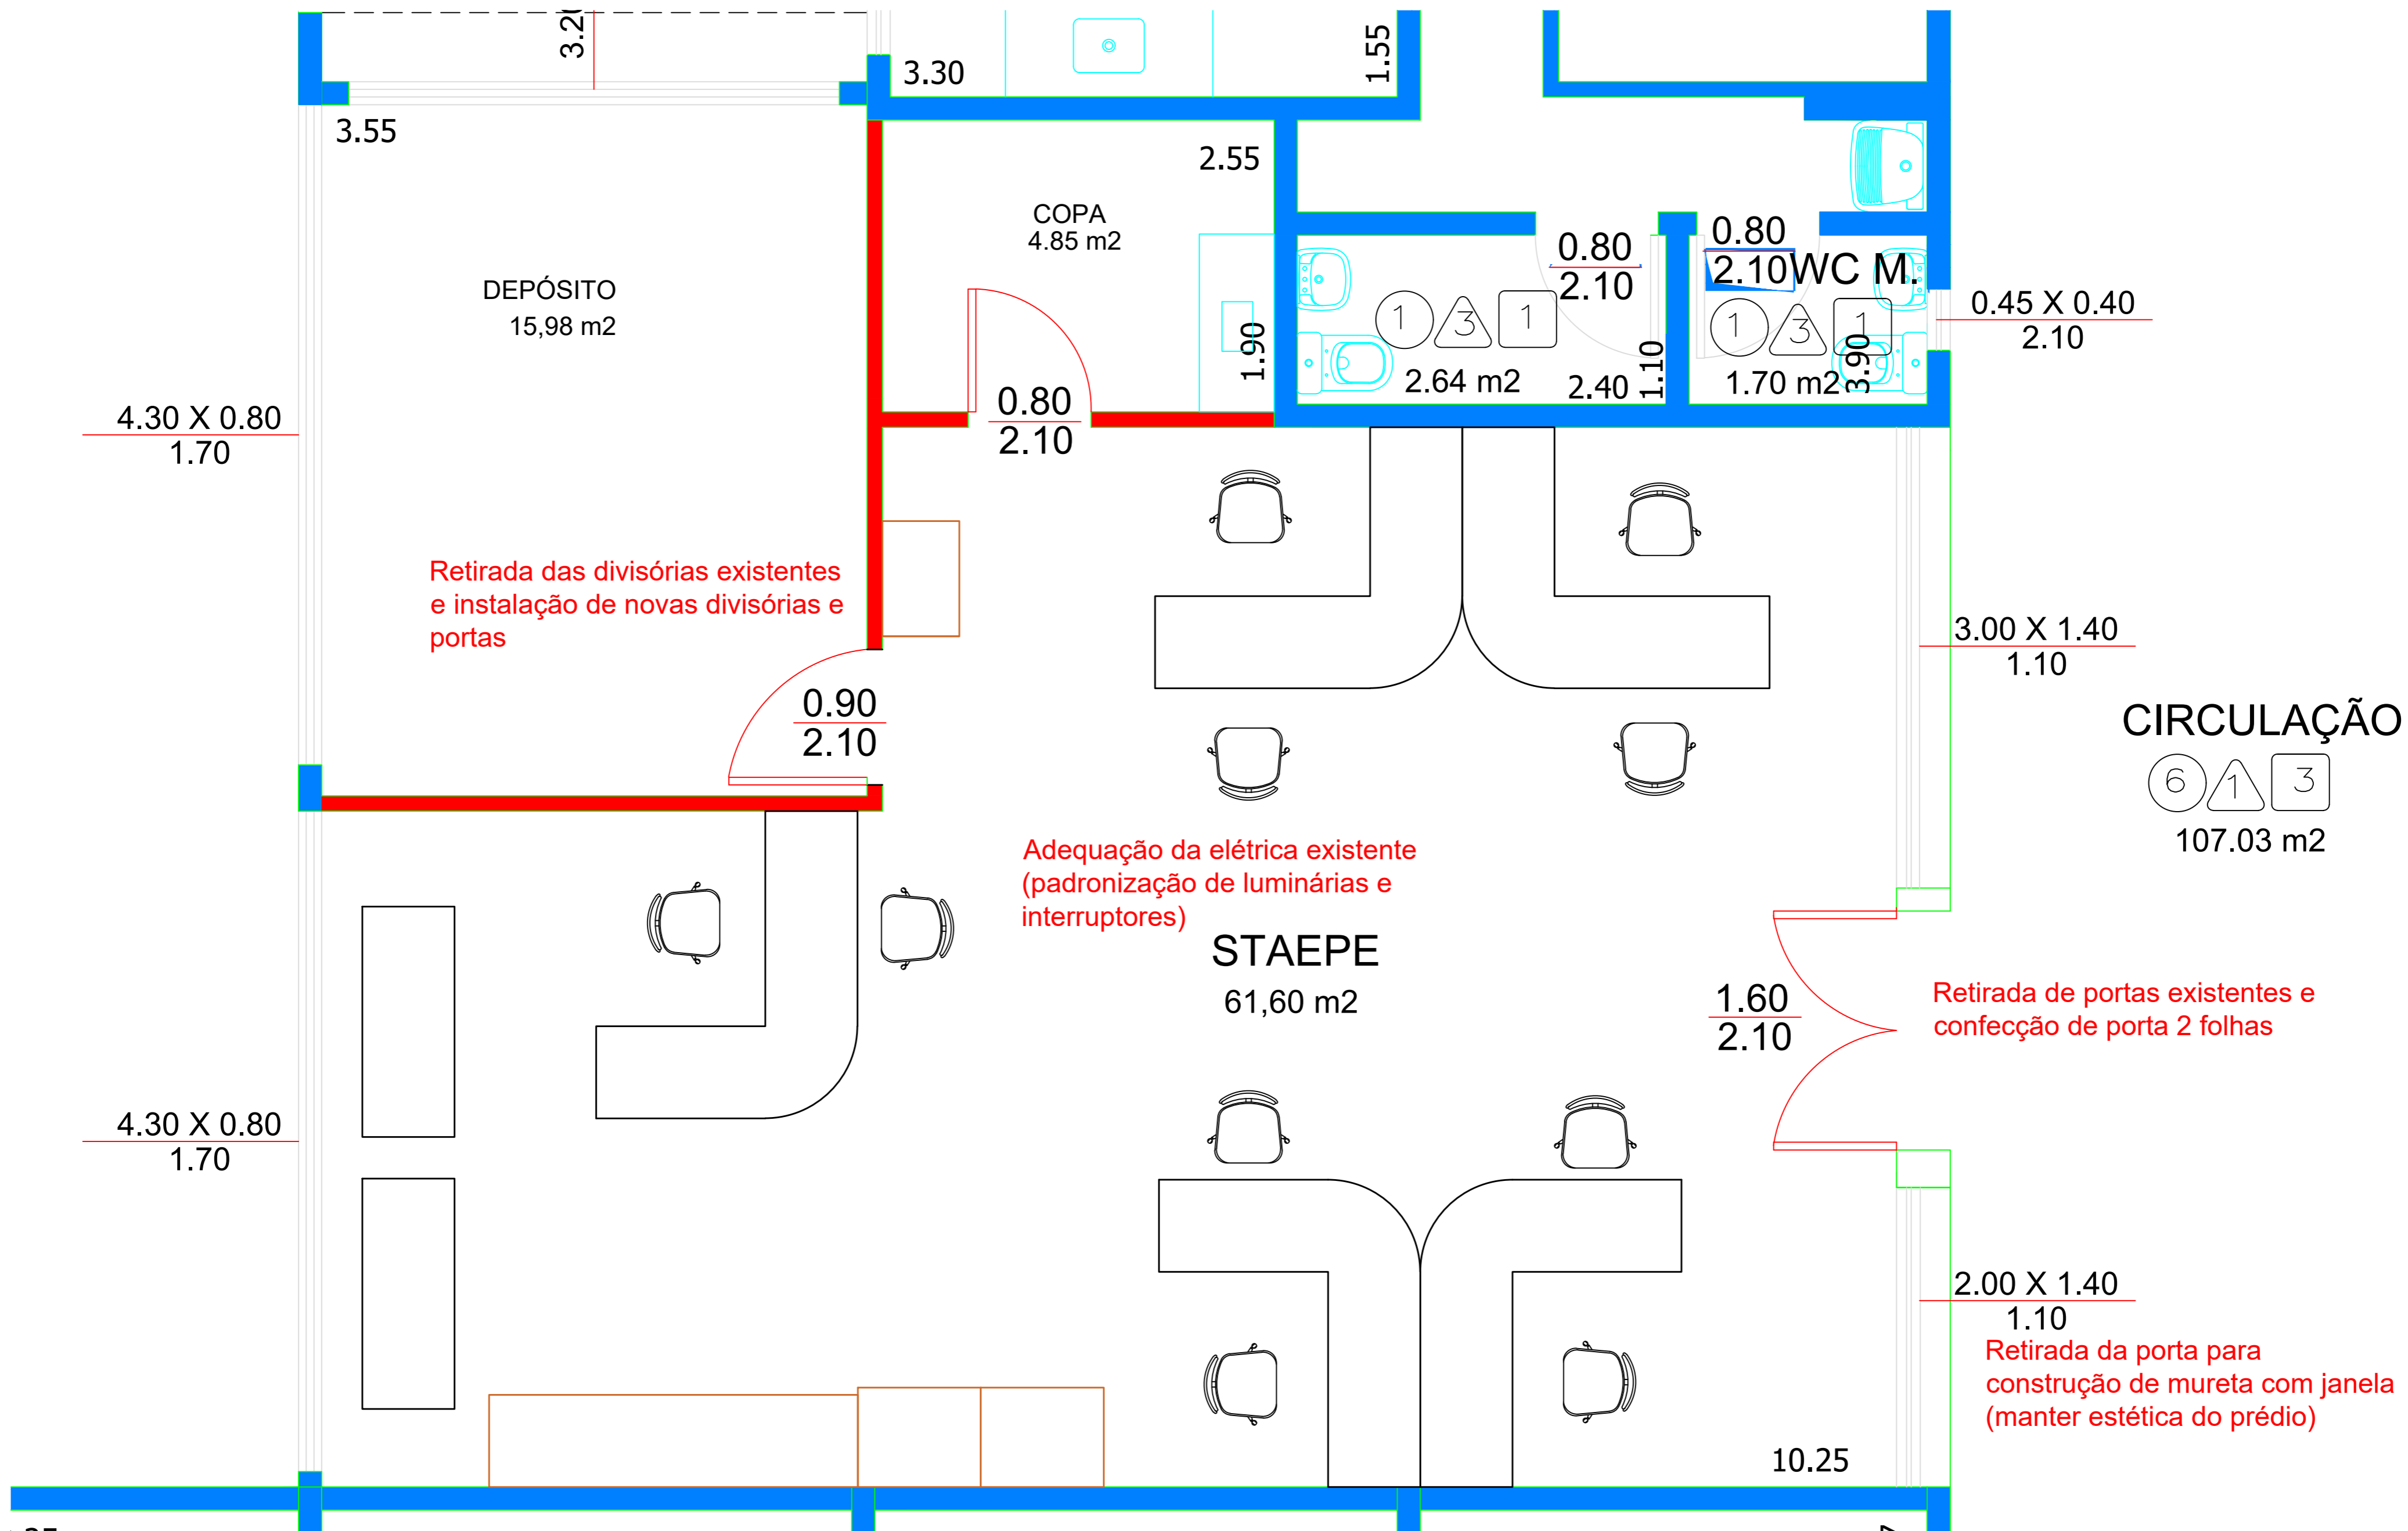 3.20
3.30
1.55
3.55
2.55
COPA
4.85 m2
DEPÓSITO
15,98 m2
0.80
2.10
0.80
2.10
WC M.
1
3
1
1
3
1
0.45 X 0.40
2.10
1.90
2.64 m2
2.40
1.10
1.70 m2
3.90
4.30 X 0.80
1.70
0.80
2.10
Retirada das divisórias existentes
e instalação de novas divisórias e
portas
3.00 X 1.40
1.10
0.90
2.10
CIRCULAÇÃO
6
1
3
107.03 m2
Adequação da elétrica existente
(padronização de luminárias e
interruptores)
STAEPE
61,60 m2
1.60
2.10
Retirada de portas existentes e
confecção de porta 2 folhas
4.30 X 0.80
1.70
2.00 X 1.40
1.10
Retirada da porta para
construção de mureta com janela
(manter estética do prédio)
10.25